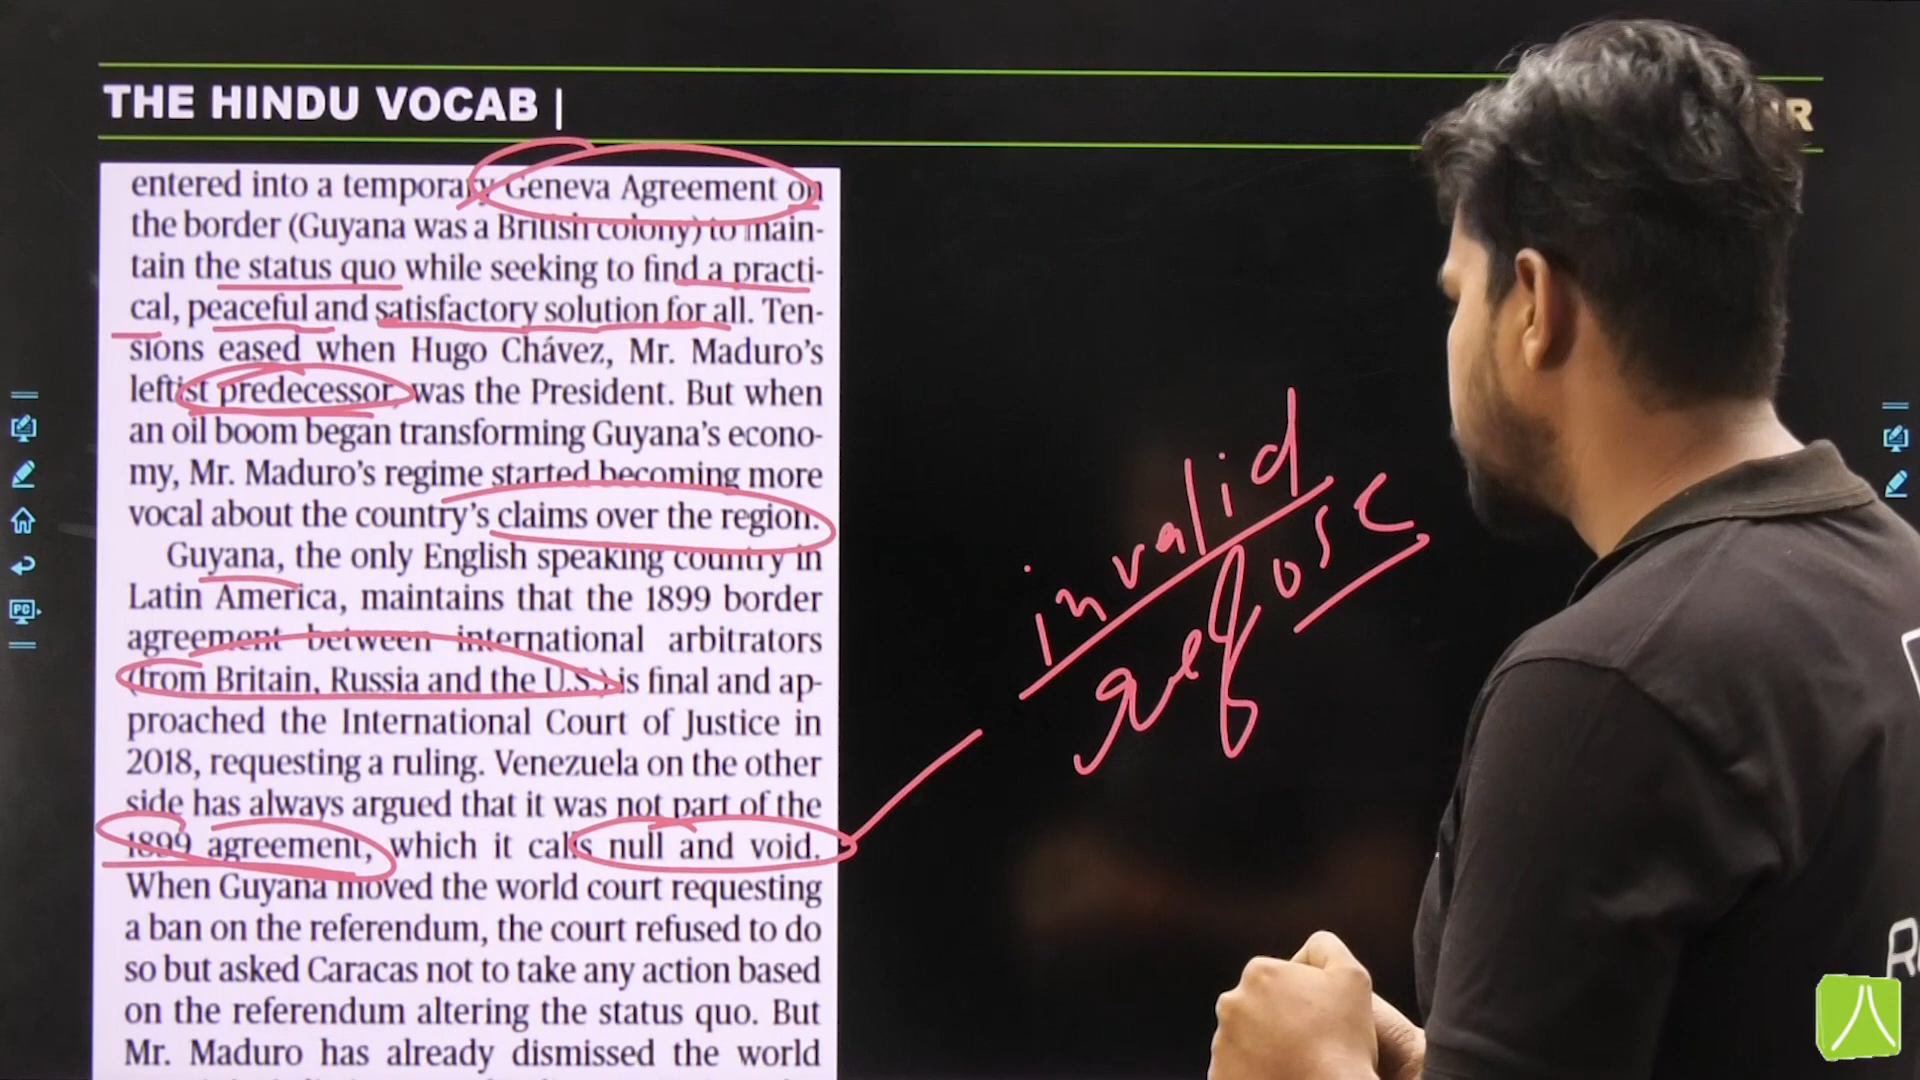 THE HINDU VOCAB |
R
entered into a temporary Geneva Agreement on
the border (Guyana was a British colony) to main-
tain the status quo while seeking to find a practi-
cal, peaceful and satisfactory solution for all. Ten-
sions eased when Hugo Chávez, Mr. Maduro's
leftist predecessor, was the President. But when
an oil boom began transforming Guyana's econo-
my, Mr. Maduro's regime started becoming more
vocal about the country's claims over the region.
Guyana, the only English speaking country in
Latin America, maintains that the 1899 border
agreement between international arbitrators
(from Britain, Russia and the U.S.) is final and ap-
proached the International Court of Justice in
2018, requesting a ruling. Venezuela on the other
side has always argued that it was not part of the
1899 agreement, which it calls null and void.
When Guyana moved the world court requesting
a ban on the referendum, the court refused to do
so but asked Caracas not to take any action based
on the referendum altering the status quo. But
Mr. Maduro has already dismissed the world
invalid
PC